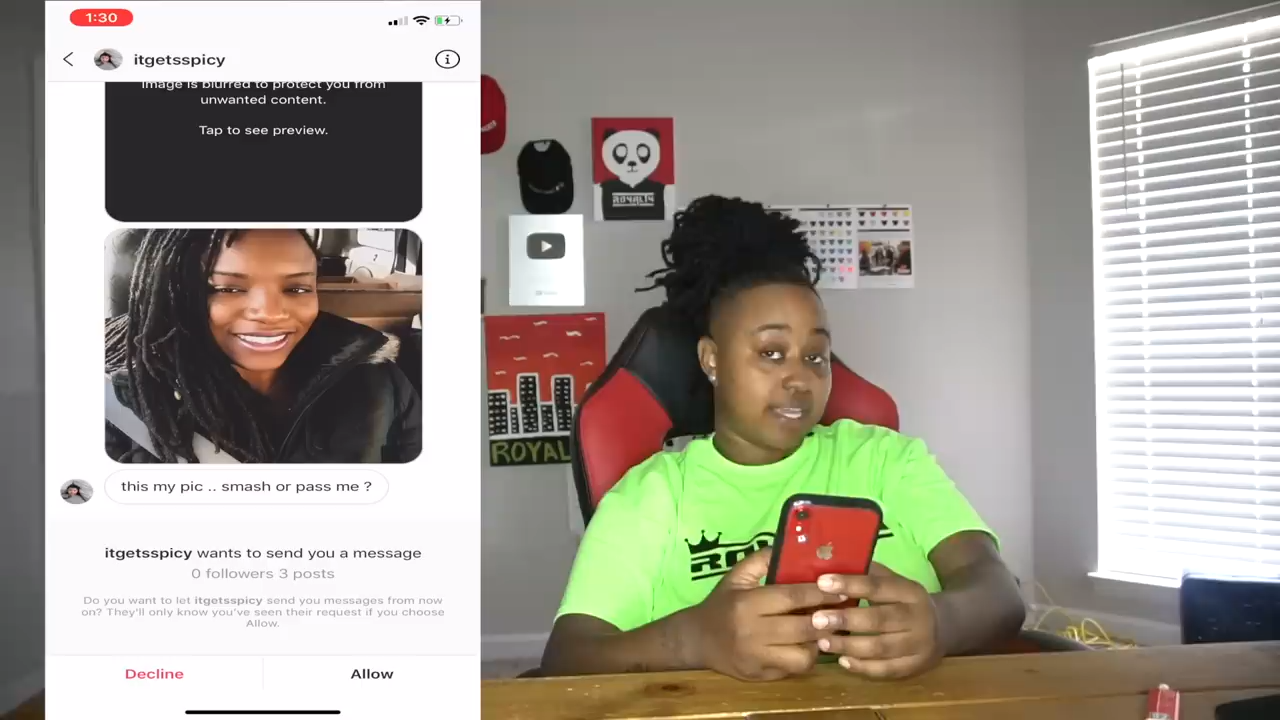 1:30
itgetsspicy
Image is blurred to protect you from
unwanted content.
Tap to see preview.
this my pic .. smash or pass me ?
itgetsspicy wants to send you a message
0 followers 3 posts
Do you want to let itgetsspicy send you messages from now
on? They'll only know you've seen their request if you choose
Allow.
Decline
Allow
ROYALTY
ROYAL